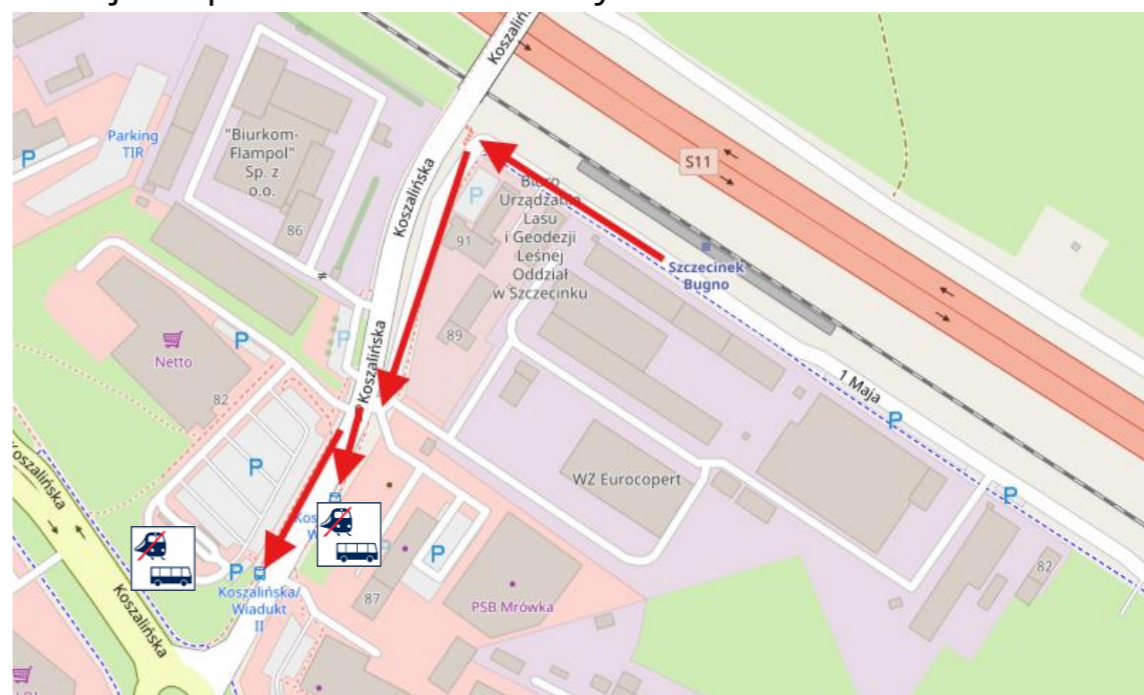 Koszalińska
Parking
TIR
"Biurkom-
Flampol"
Sp. z
o.o.
P
S11
Koszalińska
P
Biuro
Urządzania
Lasu
i Geodezji
Leśnej
Oddział
w Szczecinku
86
91
Szczecinek
Bugno
89
P
P
Koszalińska
Netto
1 Maja
82
P
P
WZ Eurocopert
Koszalińska
P
P
P
82
P
Koszalińska/
Wiadukt
II
87
PSB Mrówka
Koszalińska